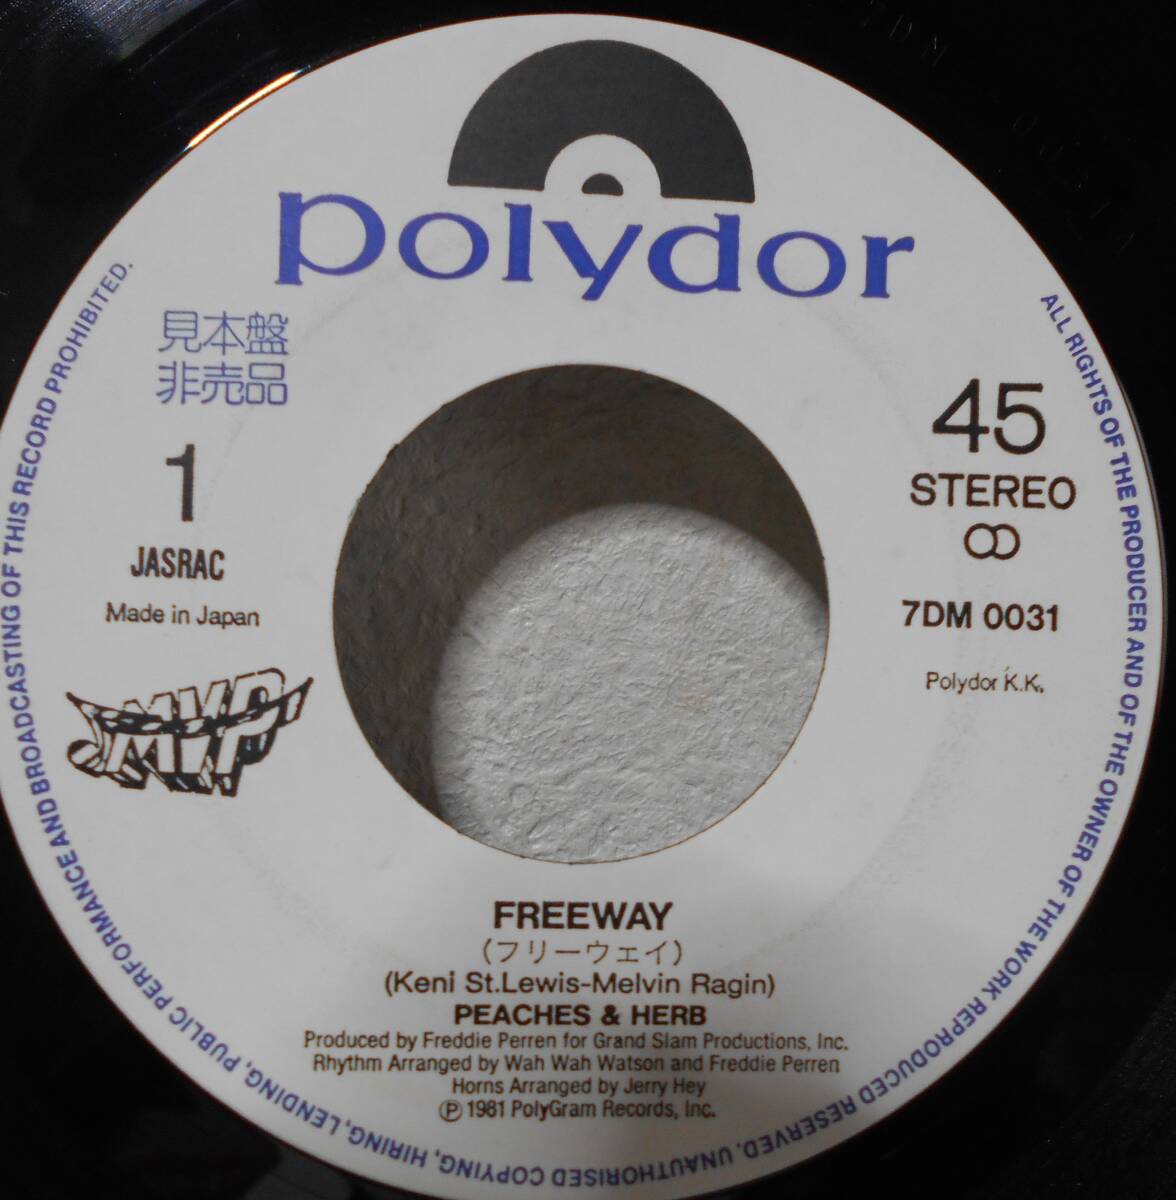 polydor
見本盤
非売品
1
JASRAC
Made in Japan
MVP
45
STEREO
7DM 0031
Polydor K.K.
FREEWAY
(フリーウェイ)
(Keni St.Lewis-Melvin Ragin)
PEACHES & HERB
Produced by Freddie Perren for Grand Slam Productions, Inc.
Rhythm Arranged by Wah Wah Watson and Freddie Perren
Horns Arranged by Jerry Hey
Ⓟ 1981 PolyGram Records, Inc.
ALL RIGHTS OF THE PRODUCER AND OF THE OWNER OF THE WORK REPRODUCED RESERVED. UNAUTHORISED COPYING, HIRING, LENDING, PUBLIC PERFORMANCE AND BROADCASTING OF THIS RECORD PROHIBITED.